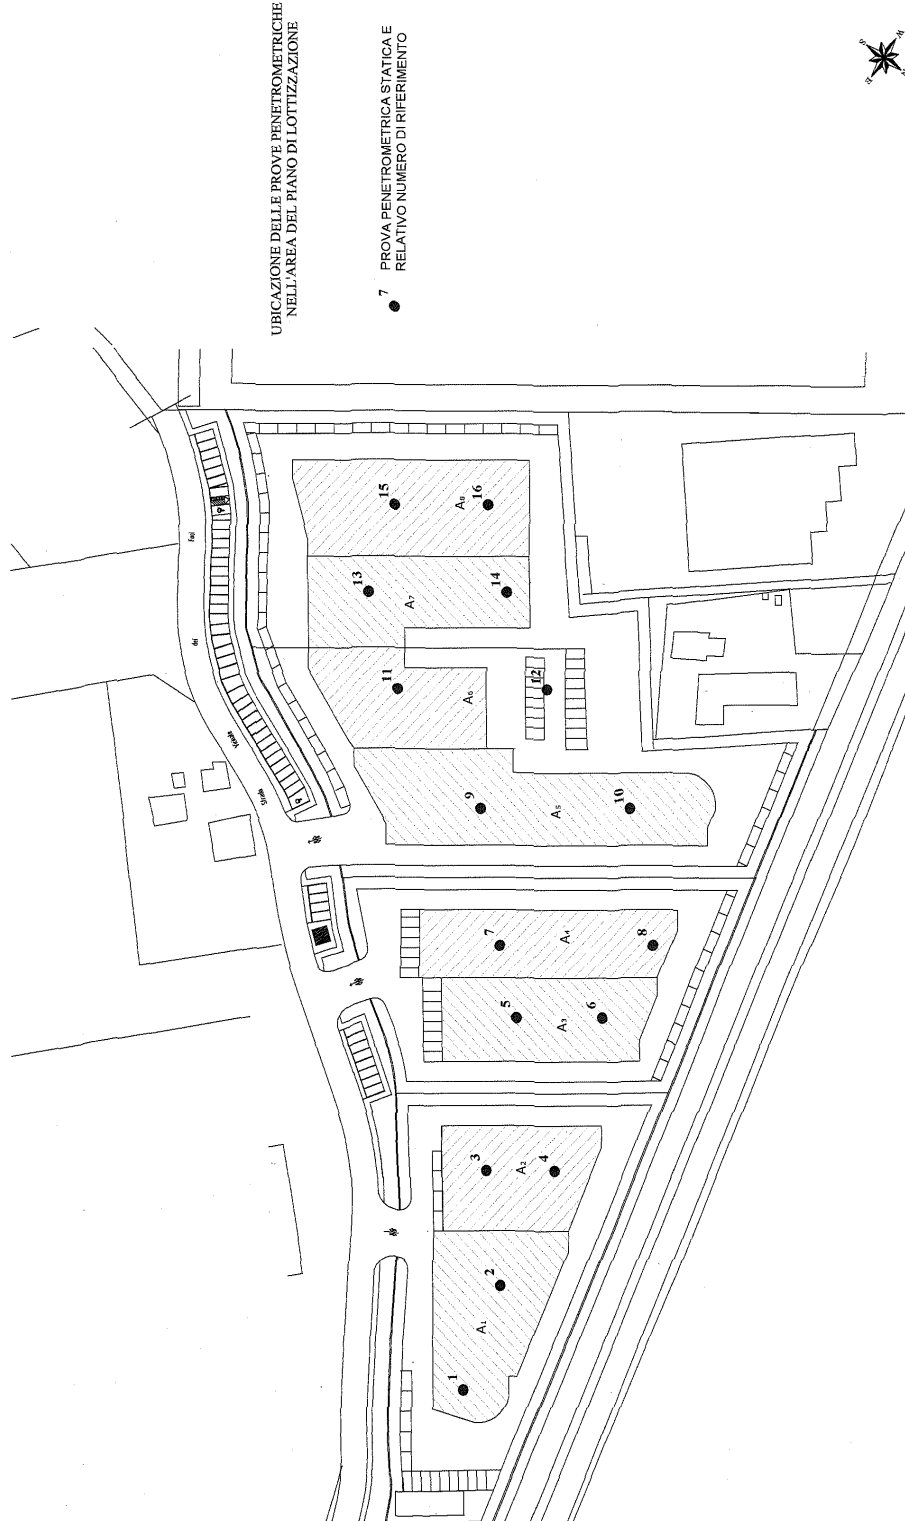 UBICAZIONE DELLE PROVE PENETROMETRICHE
NELL'AREA DEL PIANO DI LOTTIZZAZIONE
7 PROVA PENETROMETRICA STATICA E
RELATIVO NUMERO DI RIFERIMENTO
S
W
N
E
Strada
Vicinale
dei
Fossi
15
16
A8
13
14
A7
11
A6
12
9
10
A5
7
8
A4
5
6
A3
3
4
A2
2
1
A1